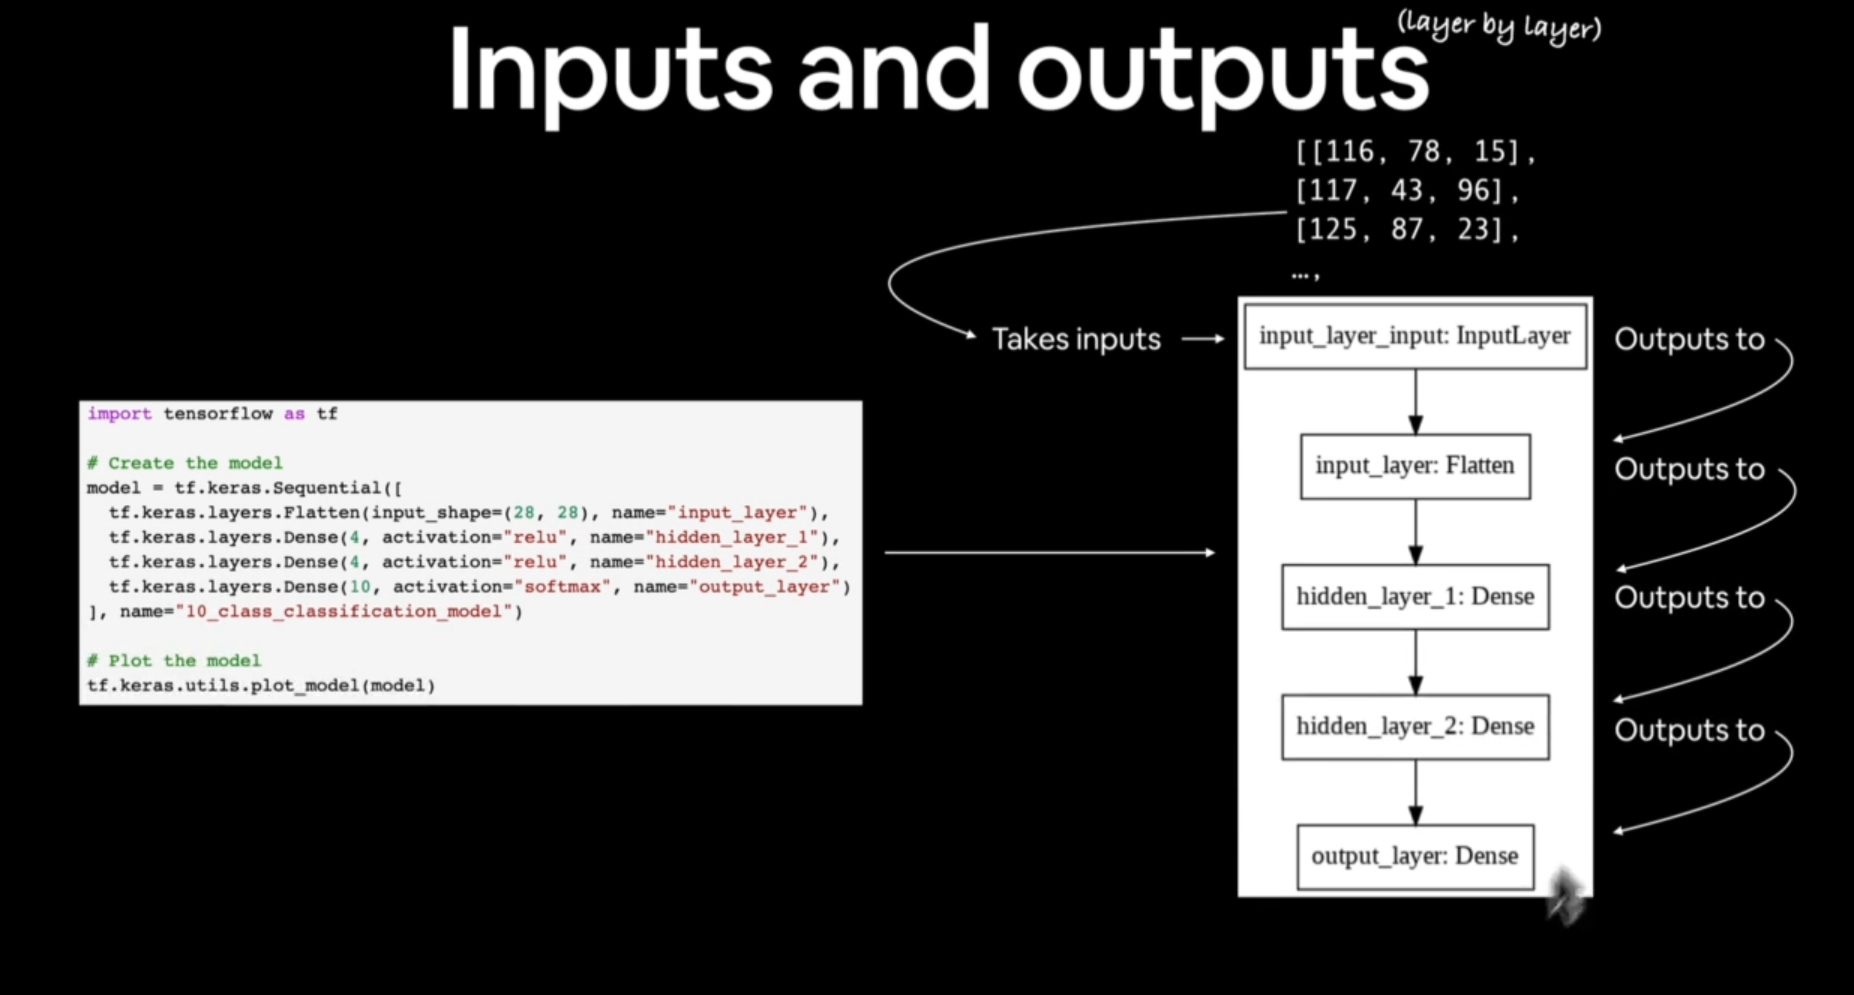 Inputs and outputs
(layer by layer)
[[116, 78, 15],
[117, 43, 96],
[125, 87, 23],
…,
Takes inputs
input_layer_input: InputLayer
Outputs to
input_layer: Flatten
Outputs to
hidden_layer_1: Dense
Outputs to
hidden_layer_2: Dense
Outputs to
output_layer: Dense
import tensorflow as tf
# Create the model
model = tf.keras.Sequential([
  tf.keras.layers.Flatten(input_shape=(28, 28), name="input_layer"),
  tf.keras.layers.Dense(4, activation="relu", name="hidden_layer_1"),
  tf.keras.layers.Dense(4, activation="relu", name="hidden_layer_2"),
  tf.keras.layers.Dense(10, activation="softmax", name="output_layer")
], name="10_class_classification_model")
# Plot the model
tf.keras.utils.plot_model(model)